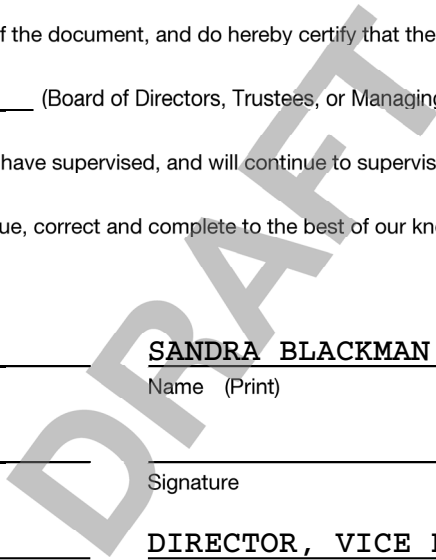 f the document, and do hereby certify that the
(Board of Directors, Trustees, or Managing
have supervised, and will continue to supervis
ue, correct and complete to the best of our kn
DRAFT
SANDRA BLACKMAN
Name (Print)
Signature
DIRECTOR, VICE